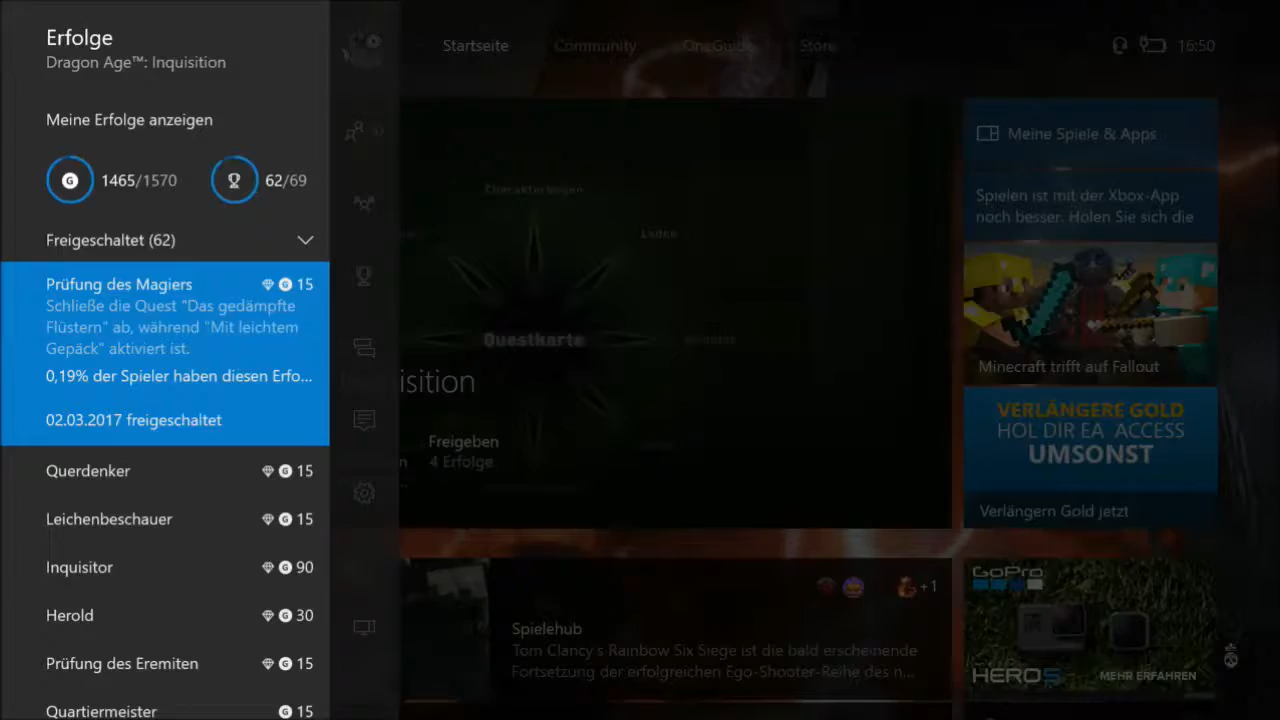 Erfolge
Dragon Age™: Inquisition
Meine Erfolge anzeigen
1465/1570
62/69
Freigeschaltet (62)
Prüfung des Magiers 15
Schließe die Quest "Das gedämpfte
Flüstern" ab, während "Mit leichtem
Gepäck" aktiviert ist.
0,19% der Spieler haben diesen Erfo...
02.03.2017 freigeschaltet
Querdenker 15
Leichenbeschauer 15
Inquisitor 90
Herold 30
Prüfung des Eremiten 15
Quartiermeister 15
Startseite Community OneGuide Store
16:50
Charakterbogen
Laden
Questkarte
isition
Freigeben
n 4 Erfolge
Meine Spiele & Apps
Spielen ist mit der Xbox-App
noch besser. Holen Sie sich die
Minecraft trifft auf Fallout
VERLÄNGERE GOLD
HOL DIR EA ACCESS
UMSONST
Verlängern Gold jetzt
+1
Spielehub
Tom Clancy's Rainbow Six Siege ist die bald erscheinende
Fortsetzung der erfolgreichen Ego-Shooter-Reihe des n...
GoPro
HERO5
MEHR ERFAHREN